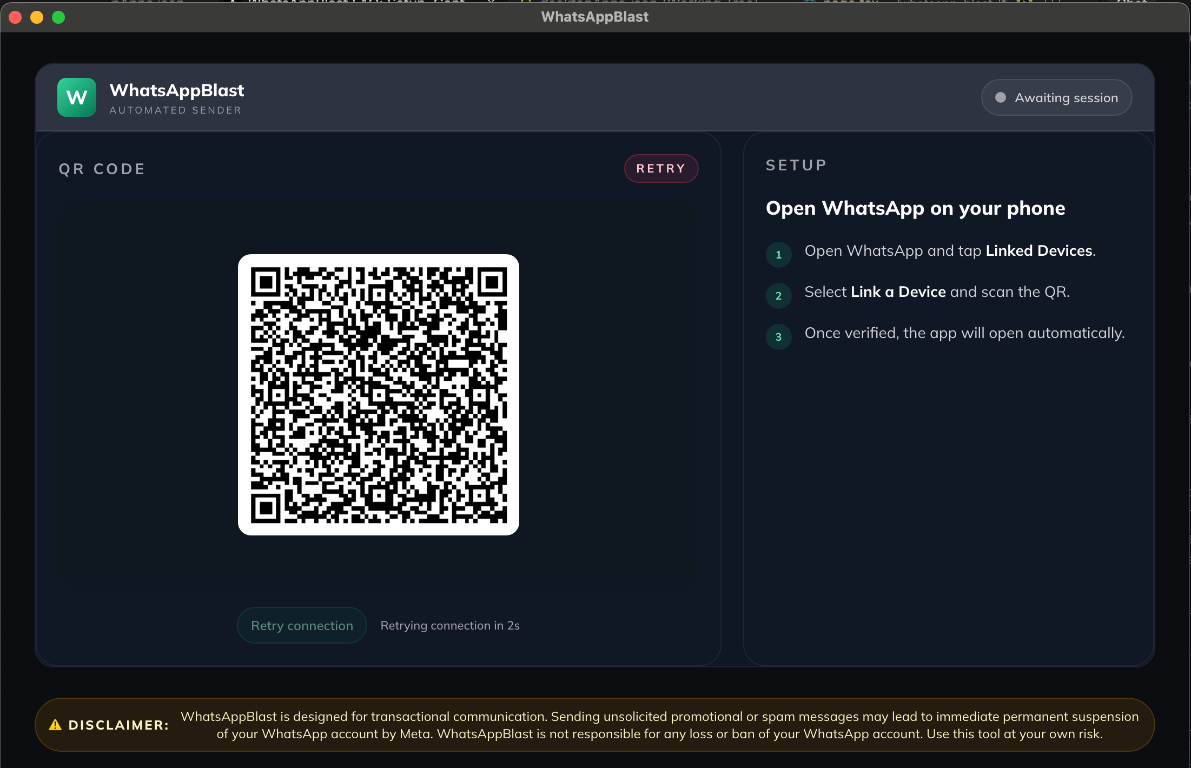 WhatsAppBlast
W
WhatsAppBlast
AUTOMATED SENDER
Awaiting session
QR CODE
RETRY
Retry connection
Retrying connection in 2s
SETUP
Open WhatsApp on your phone
1 Open WhatsApp and tap Linked Devices.
2 Select Link a Device and scan the QR.
3 Once verified, the app will open automatically.
⚠ DISCLAIMER:
WhatsAppBlast is designed for transactional communication. Sending unsolicited promotional or spam messages may lead to immediate permanent suspension
of your WhatsApp account by Meta. WhatsAppBlast is not responsible for any loss or ban of your WhatsApp account. Use this tool at your own risk.